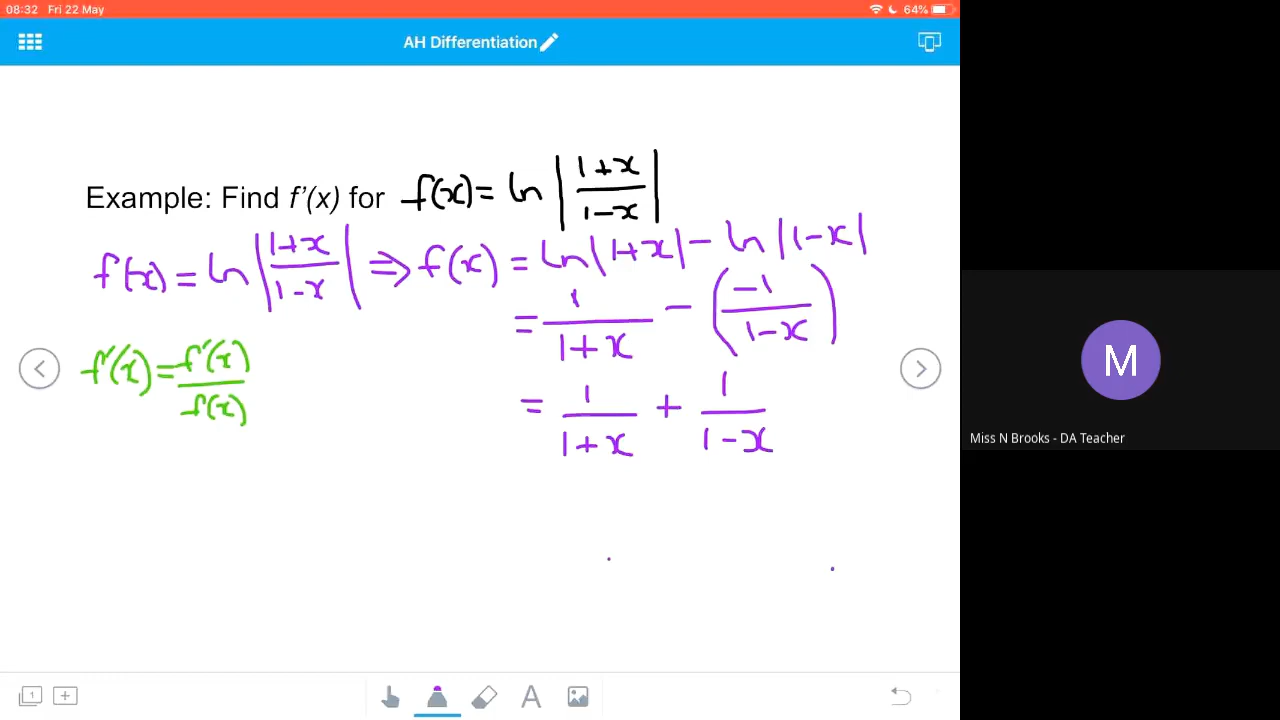 08:32 Fri 22 May 64%
AH Differentiation
Example: Find f'(x) for f(x) = ln |(1+x)/(1-x)|
f(x) = ln |(1+x)/(1-x)| ⇒ f(x) = ln|1+x| - ln|1-x|
= 1/(1+x) - (-1/(1-x))
f'(x) = f'(x)/f(x)
= 1/(1+x) + 1/(1-x)
M
Miss N Brooks - DA Teacher
1
A